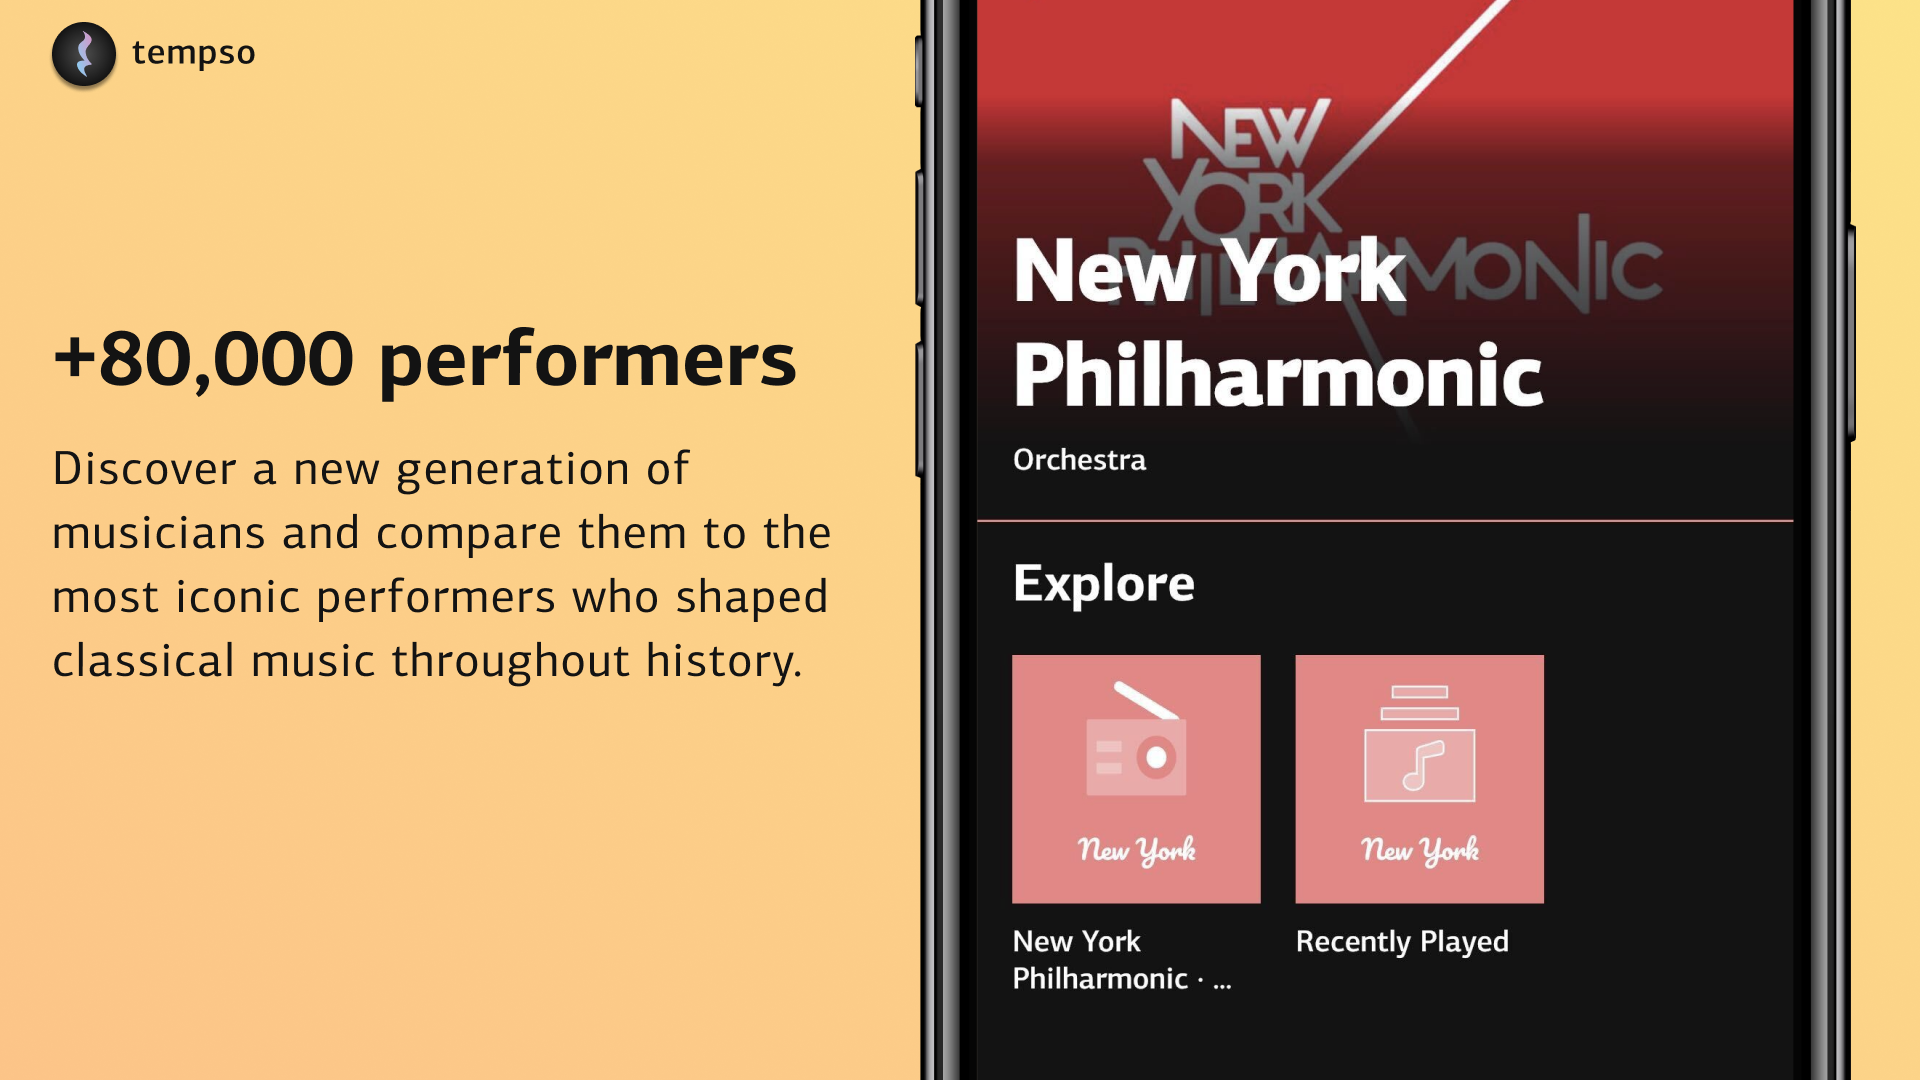 tempso
+80,000 performers
Discover a new generation of
musicians and compare them to the
most iconic performers who shaped
classical music throughout history.
NEW
YORK
PHILHARMONIC
New York
Philharmonic
Orchestra
Explore
New York
New York
New York
Philharmonic · ...
Recently Played